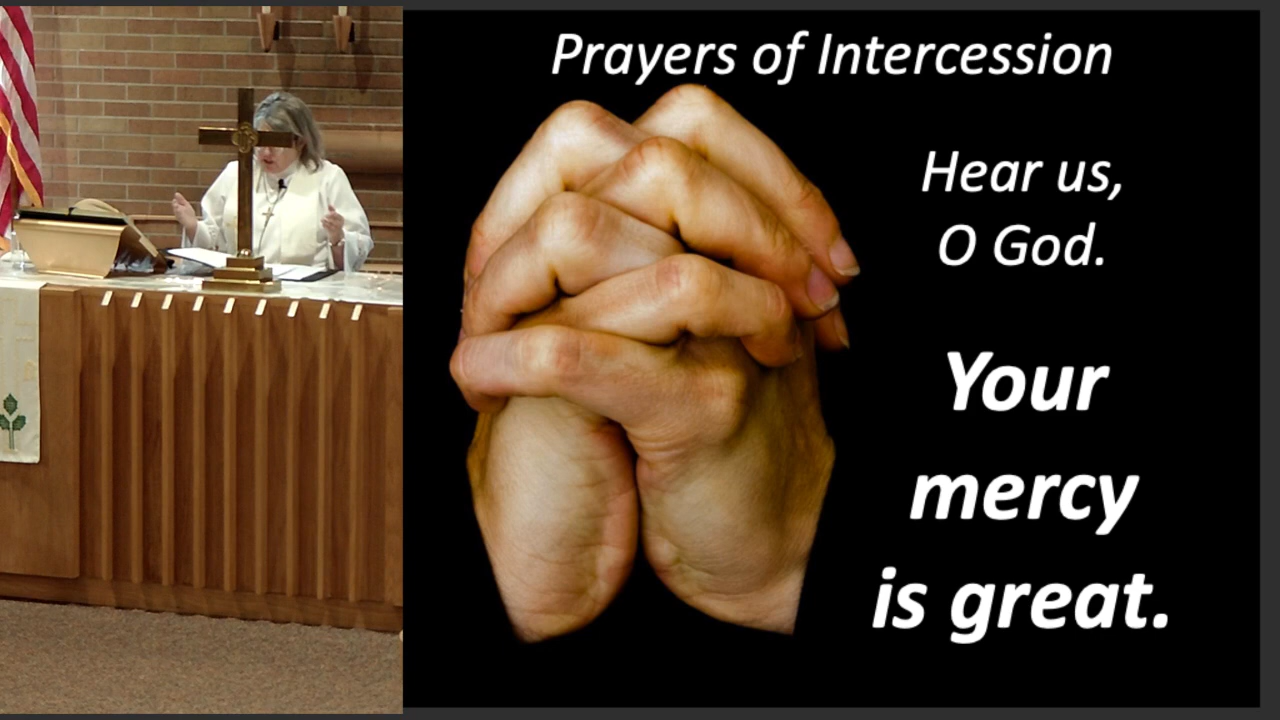 Prayers of Intercession
Hear us,
O God.
Your
mercy
is great.